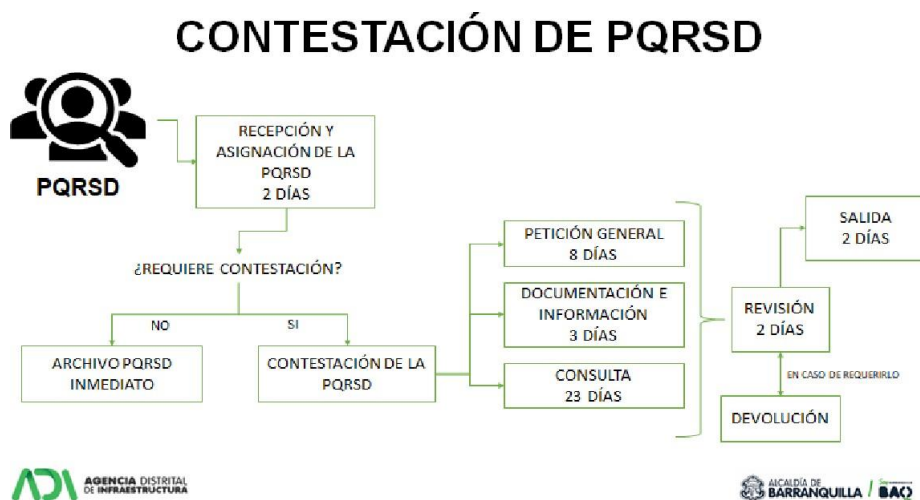 CONTESTACIÓN DE PQRSD
PQRSD
RECEPCIÓN Y
ASIGNACIÓN DE LA
PQRSD
2 DÍAS
¿REQUIERE CONTESTACIÓN?
NO
SI
ARCHIVO PQRSD
INMEDIATO
CONTESTACIÓN DE LA
PQRSD
PETICIÓN GENERAL
8 DÍAS
DOCUMENTACIÓN E
INFORMACIÓN
3 DÍAS
CONSULTA
23 DÍAS
SALIDA
2 DÍAS
REVISIÓN
2 DÍAS
EN CASO DE REQUERIRLO
DEVOLUCIÓN
ADI
AGENCIA DISTRITAL
DE INFRAESTRUCTURA
ALCALDÍA DE
BARRANQUILLA
BAQ